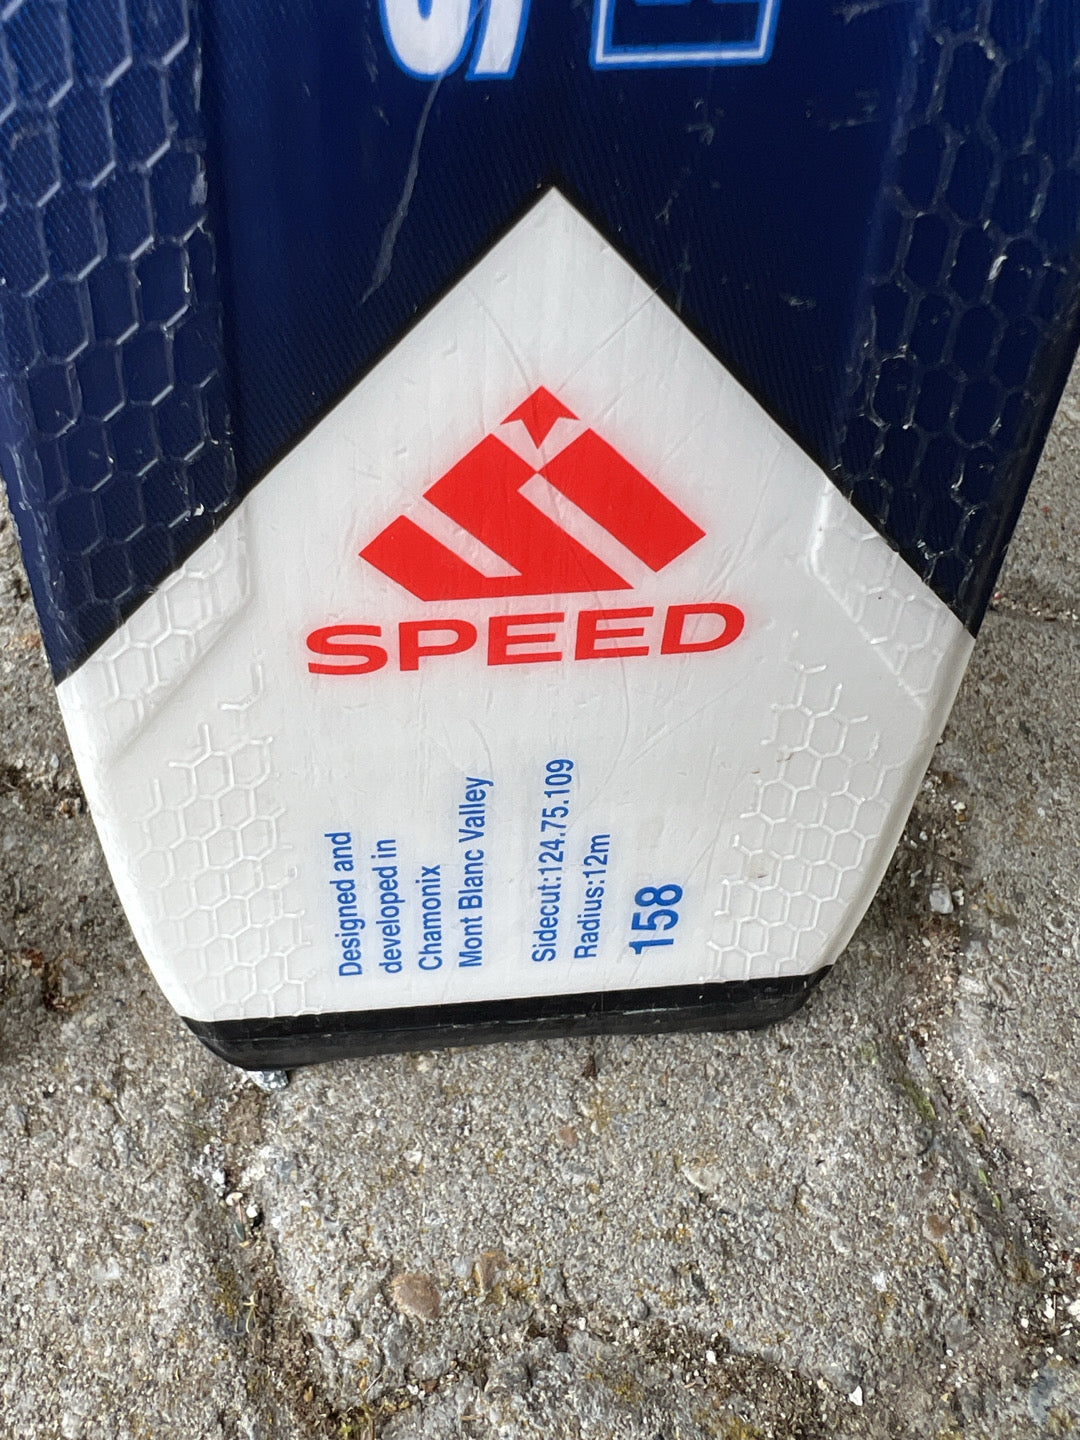 SPEED
Designed and
developed in
Chamonix
Mont Blanc Valley
Sidecut:124.75.109
Radius:12m
158